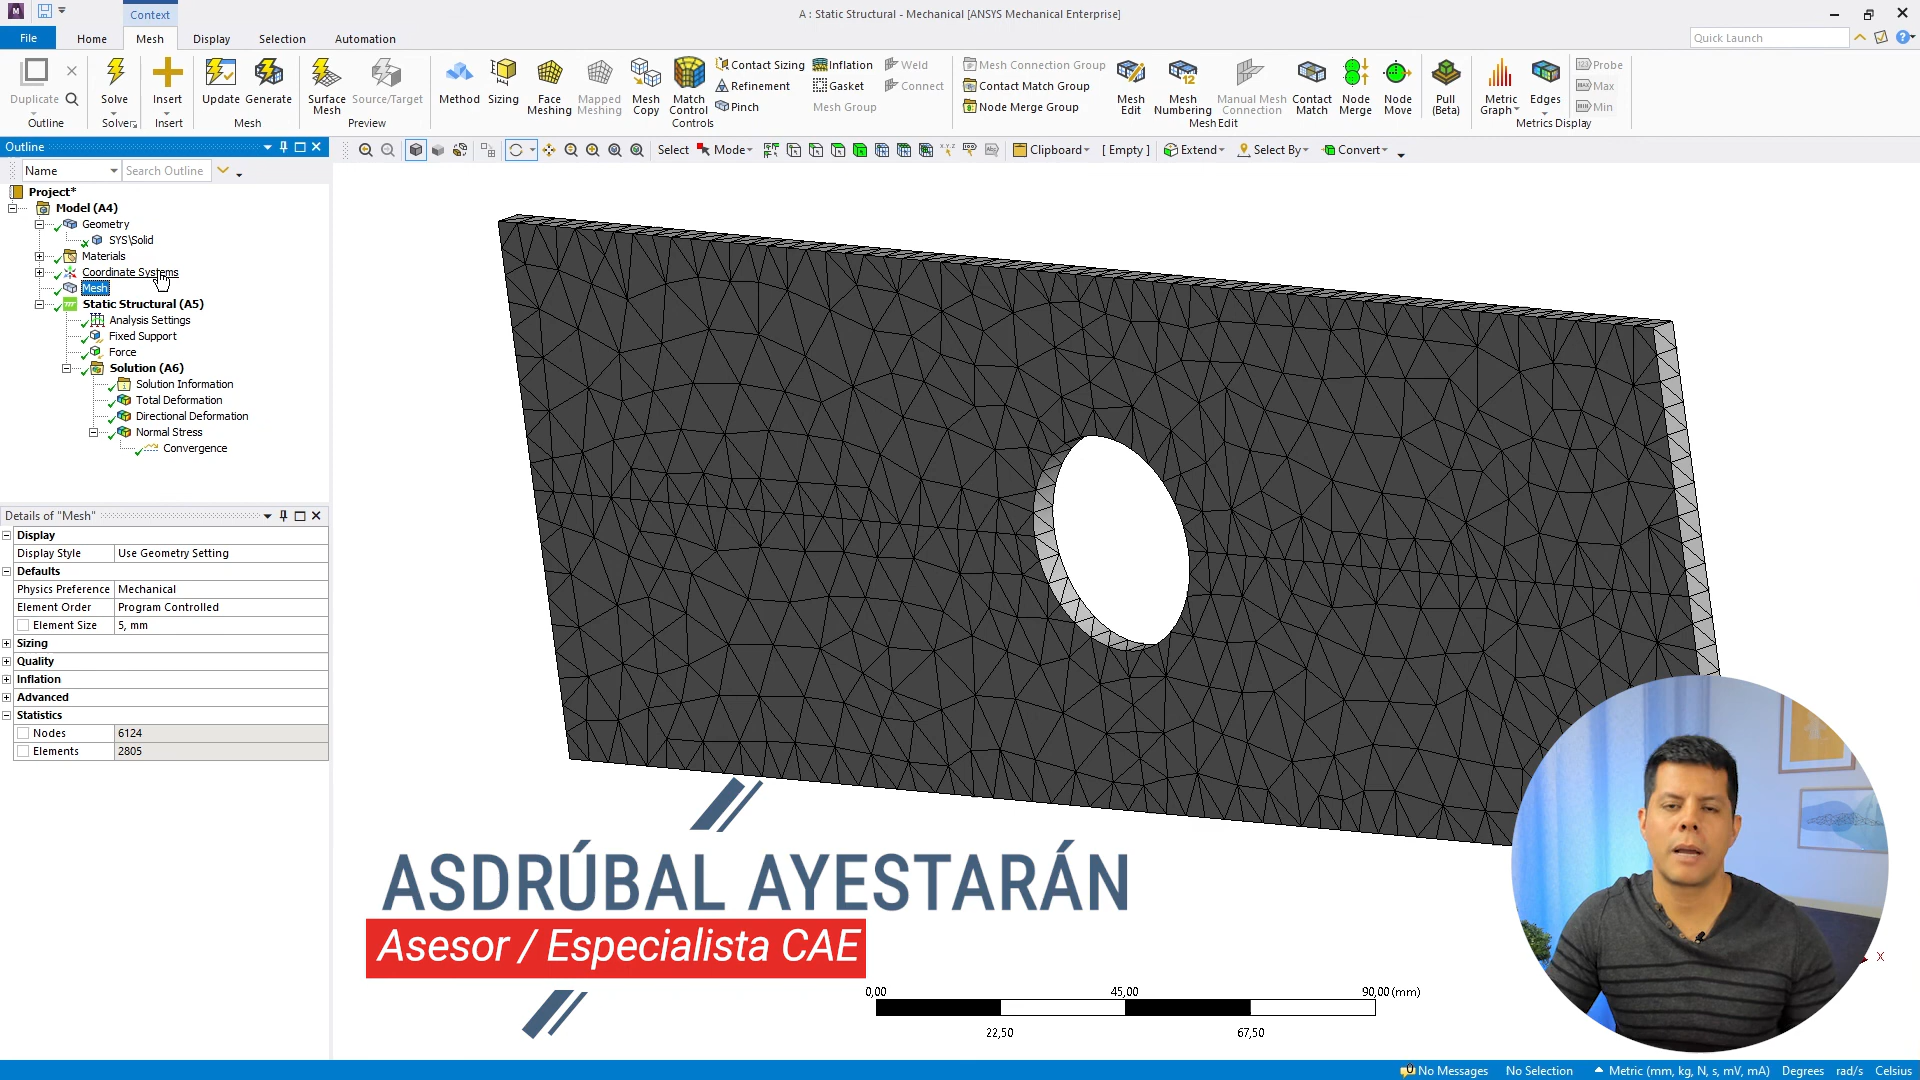 Context
A : Static Structural - Mechanical [ANSYS Mechanical Enterprise]
File
Home
Mesh
Display
Selection
Automation
Quick Launch
Duplicate
Outline
Solve
Solver
Insert
Insert
Update
Generate
Mesh
Surface Mesh
Source/Target
Preview
Method
Sizing
Face Meshing
Mapped Meshing
Mesh Copy
Match Control
Contact Sizing
Refinement
Pinch
Inflation
Gasket
Mesh Group
Weld
Connect
Controls
Mesh Connection Group
Contact Match Group
Node Merge Group
Mesh Edit
Mesh Numbering
Manual Mesh Connection
Contact Match
Node Merge
Node Move
Mesh Edit
Pull (Beta)
Metric Graph
Edges
Probe
Max
Min
Metrics Display
Outline
Name
Search Outline
Select
Mode
Clipboard
[ Empty ]
Extend
Select By
Convert
Project*
Model (A4)
Geometry
SYS\Solid
Materials
Coordinate Systems
Mesh
Static Structural (A5)
Analysis Settings
Fixed Support
Force
Solution (A6)
Solution Information
Total Deformation
Directional Deformation
Normal Stress
Convergence
Details of "Mesh"
Display
Display Style Use Geometry Setting
Defaults
Physics Preference Mechanical
Element Order Program Controlled
Element Size 5, mm
Sizing
Quality
Inflation
Advanced
Statistics
Nodes 6124
Elements 2805
ASDRÚBAL AYESTARÁN
Asesor / Especialista CAE
0,00 45,00 90,00 (mm)
22,50 67,50
X
No Messages
No Selection
Metric (mm, kg, N, s, mV, mA)
Degrees
rad/s
Celsius